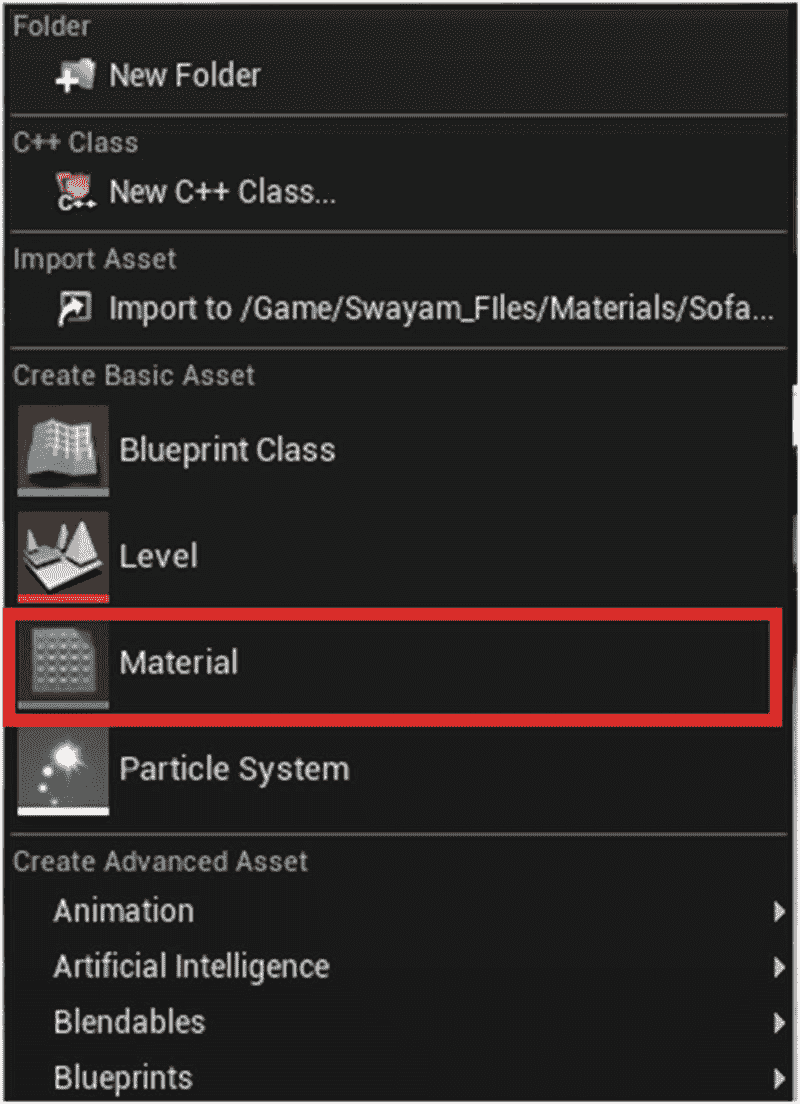 Folder
New Folder
C++ Class
C++
New C++ Class...
Import Asset
Import to /Game/Swayam_FIles/Materials/Sofa...
Create Basic Asset
Blueprint Class
Level
Material
Particle System
Create Advanced Asset
Animation
Artificial Intelligence
Blendables
Blueprints